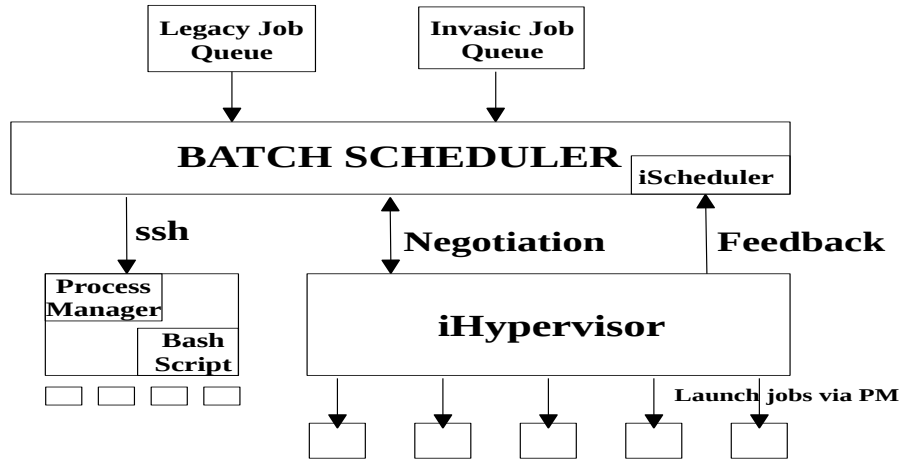 Legacy Job
Queue
Invasic Job
Queue
BATCH SCHEDULER
iScheduler
ssh
Negotiation
Feedback
Process
Manager
Bash
Script
iHypervisor
Launch jobs via PM